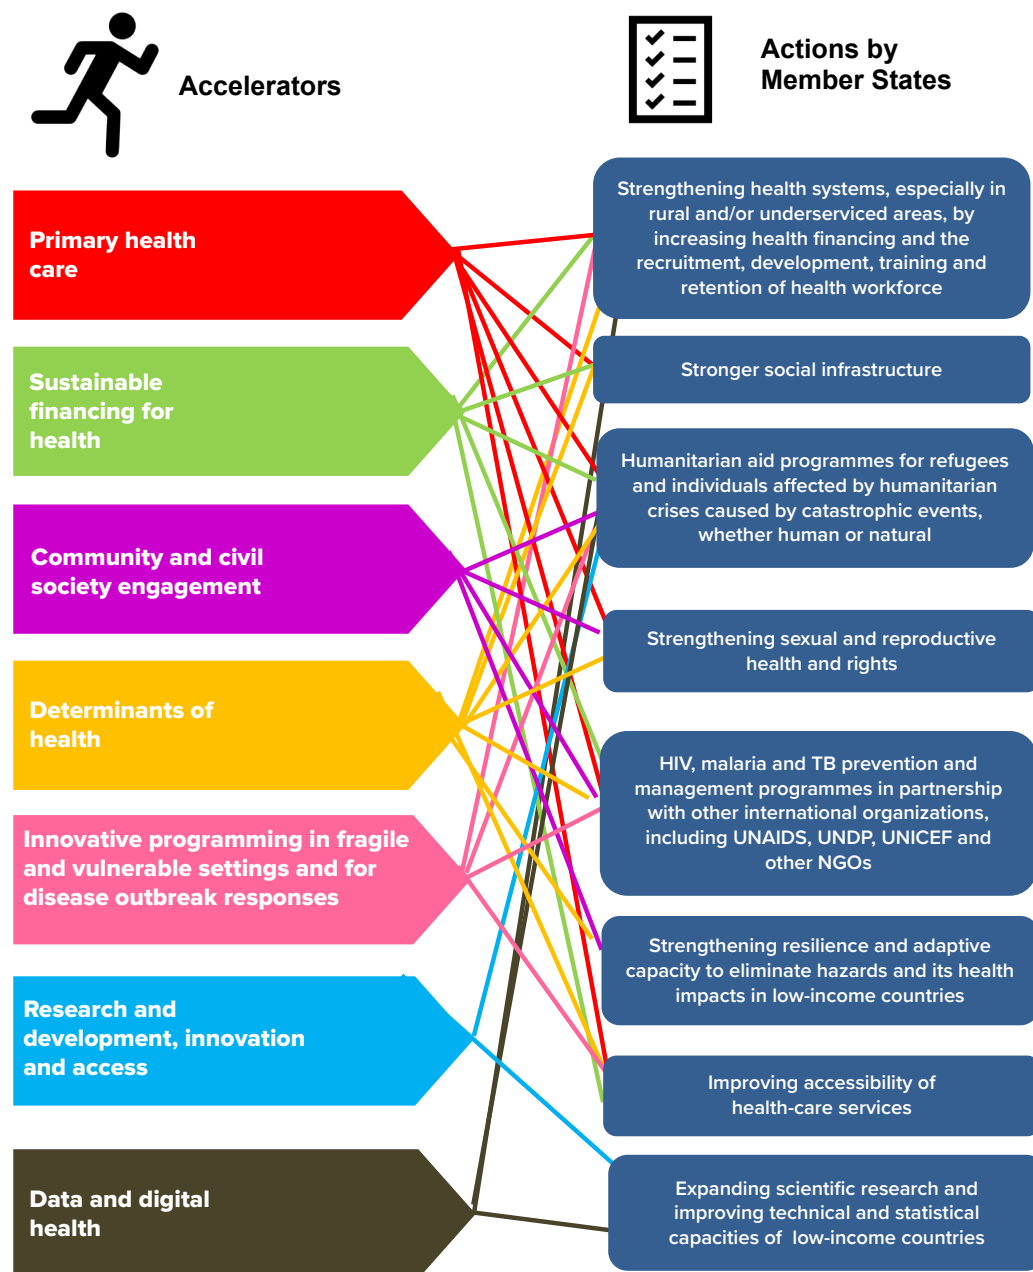 Accelerators
Actions by
Member States
Primary health
care
Sustainable
financing for
health
Community and civil
society engagement
Determinants of
health
Innovative programming in fragile
and vulnerable settings and for
disease outbreak responses
Research and
development, innovation
and access
Data and digital
health
Strengthening health systems, especially in
rural and/or underserviced areas, by
increasing health financing and the
recruitment, development, training and
retention of health workforce
Stronger social infrastructure
Humanitarian aid programmes for refugees
and individuals affected by humanitarian
crises caused by catastrophic events,
whether human or natural
Strengthening sexual and reproductive
health and rights
HIV, malaria and TB prevention and
management programmes in partnership
with other international organizations,
including UNAIDS, UNDP, UNICEF and
other NGOs
Strengthening resilience and adaptive
capacity to eliminate hazards and its health
impacts in low-income countries
Improving accessibility of
health-care services
Expanding scientific research and
improving technical and statistical
capacities of low-income countries